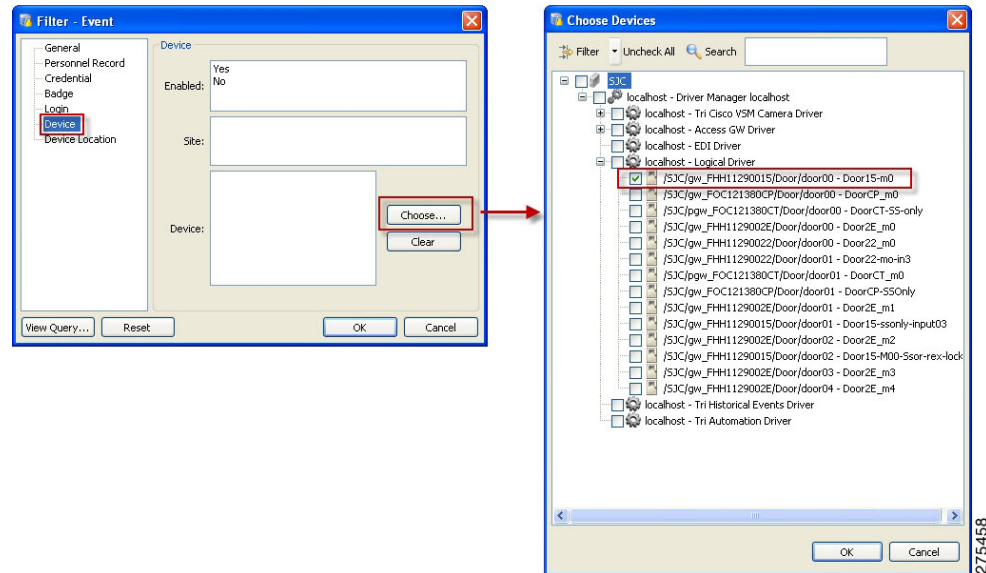 Filter - Event
General
Personnel Record
Credential
Badge
Login
Device
Device Location
Device
Enabled:
Yes
No
Site:
Device:
Choose...
Clear
View Query...
Reset
OK
Cancel
Choose Devices
Filter
Uncheck All
Search
SJC
localhost - Driver Manager localhost
localhost - Tri Cisco VSM Camera Driver
localhost - Access GW Driver
localhost - EDI Driver
localhost - Logical Driver
/SJC/gw_FHH11290015/Door/door00 - Door15-m0
/SJC/gw_FOC121380CP/Door/door00 - DoorCP_m0
/SJC/pgw_FOC121380CT/Door/door00 - DoorCT-SS-only
/SJC/gw_FHH1129002E/Door/door00 - Door2E_m0
/SJC/gw_FHH11290022/Door/door00 - Door22_m0
/SJC/gw_FHH11290022/Door/door01 - Door22-mo-in3
/SJC/pgw_FOC121380CT/Door/door01 - DoorCT_m0
/SJC/gw_FOC121380CP/Door/door01 - DoorCP-SSOnly
/SJC/gw_FHH1129002E/Door/door01 - Door2E_m1
/SJC/gw_FHH11290015/Door/door01 - Door15-ssonly-input03
/SJC/gw_FHH1129002E/Door/door02 - Door2E_m2
/SJC/gw_FHH11290015/Door/door02 - Door15-M00-Ssor-rex-lock
/SJC/gw_FHH1129002E/Door/door03 - Door2E_m3
/SJC/gw_FHH1129002E/Door/door04 - Door2E_m4
localhost - Tri Historical Events Driver
localhost - Tri Automation Driver
OK
Cancel
275458